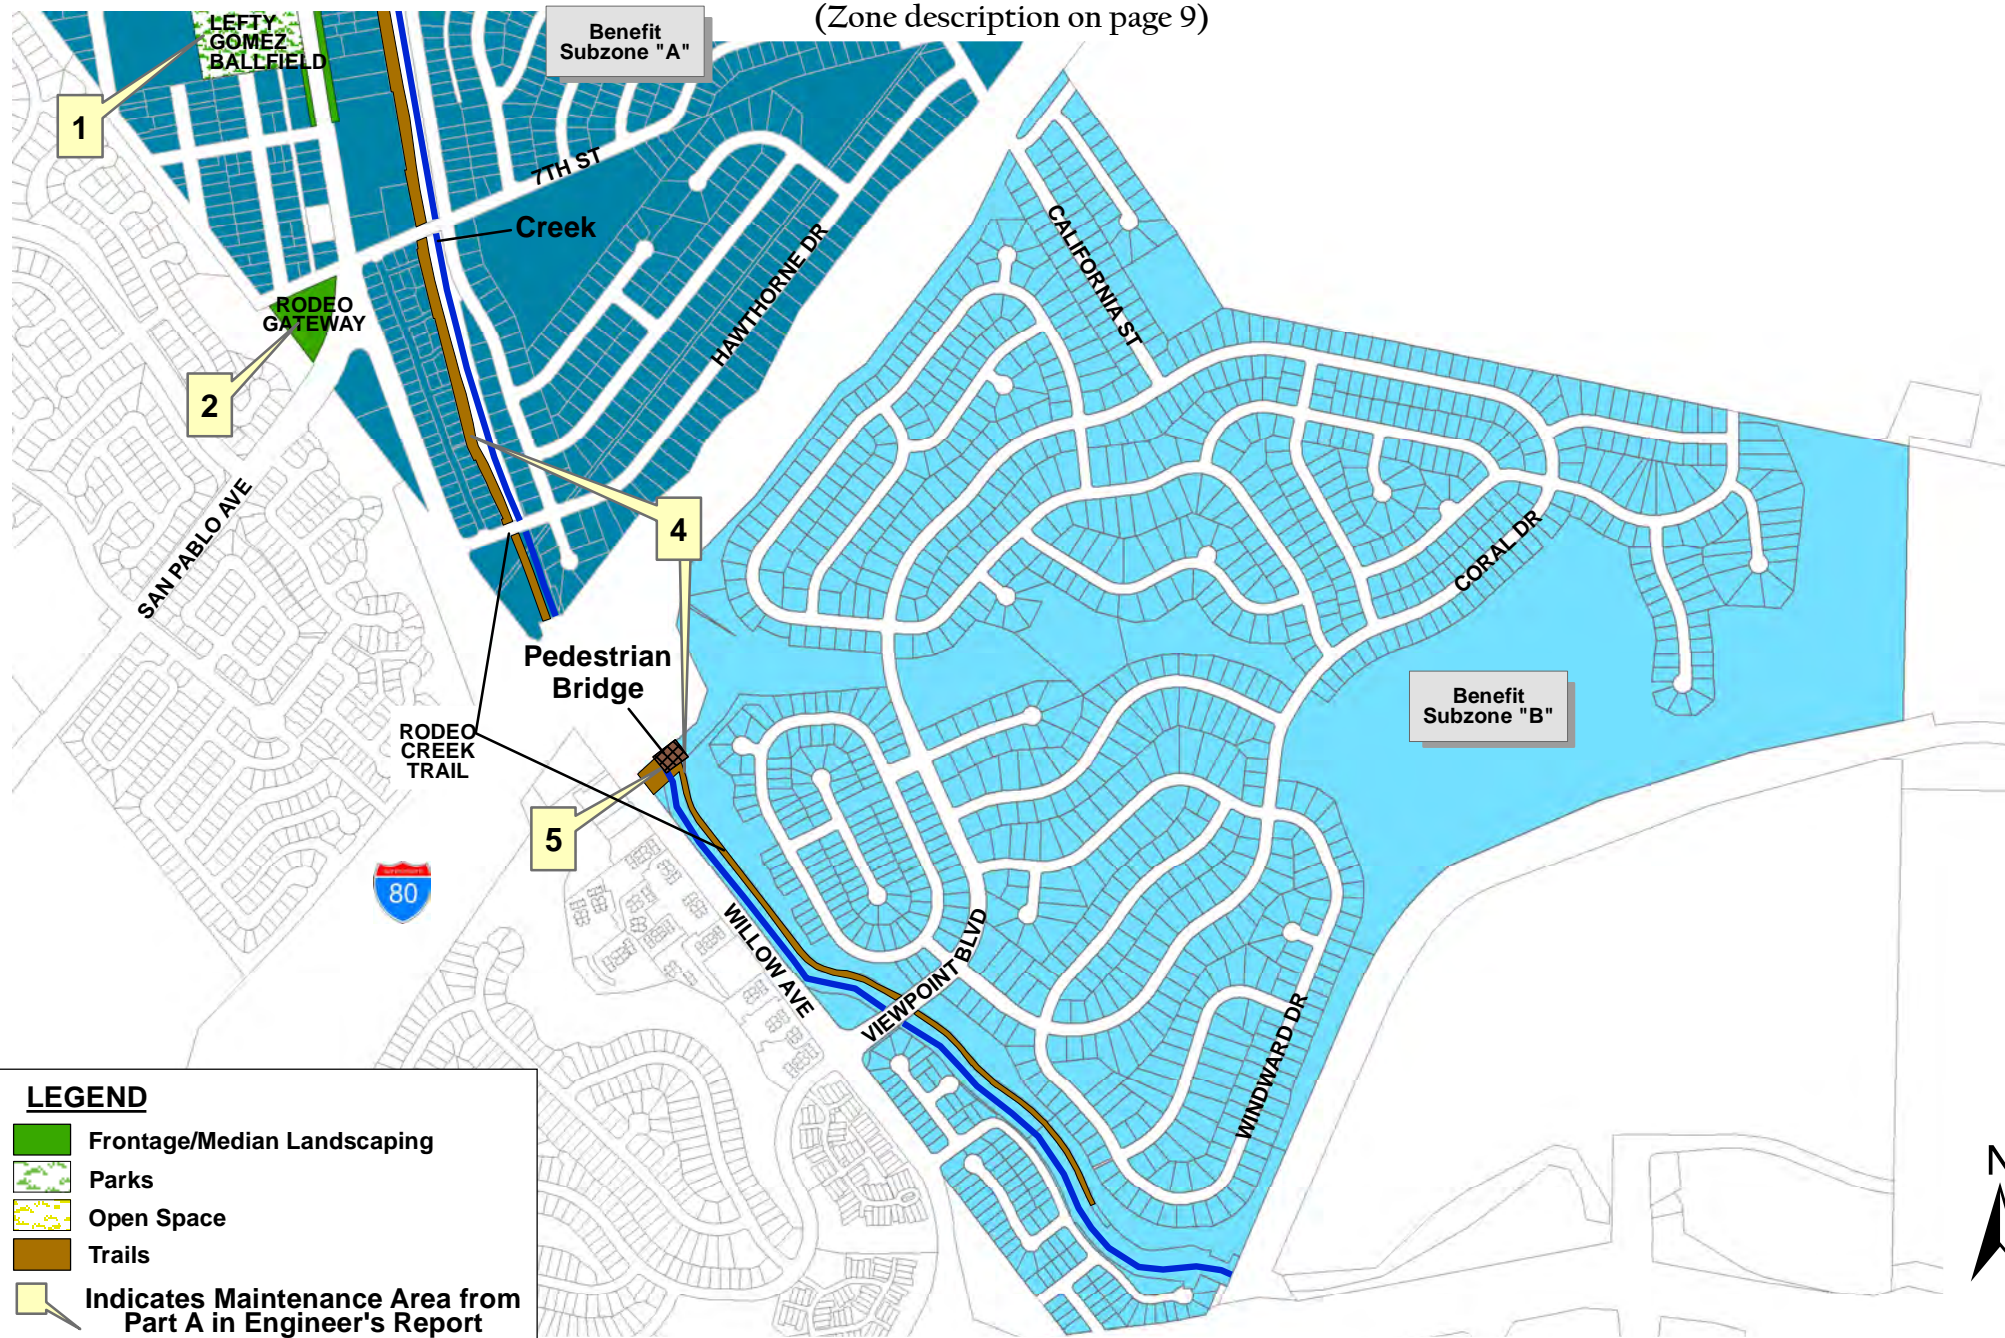 (Zone description on page 9)
LEFTY
GOMEZ
BALLFIELD
Benefit
Subzone "A"
1
7TH ST
Creek
HAWTHORNE DR
CALIFORNIA ST
RODEO
GATEWAY
2
SAN PABLO AVE
4
CORAL DR
Pedestrian
Bridge
Benefit
Subzone "B"
RODEO
CREEK
TRAIL
5
80
WILLOW AVE
VIEWPOINT BLVD
WINDWARD DR
LEGEND
Frontage/Median Landscaping
Parks
Open Space
Trails
Indicates Maintenance Area from
Part A in Engineer's Report
N